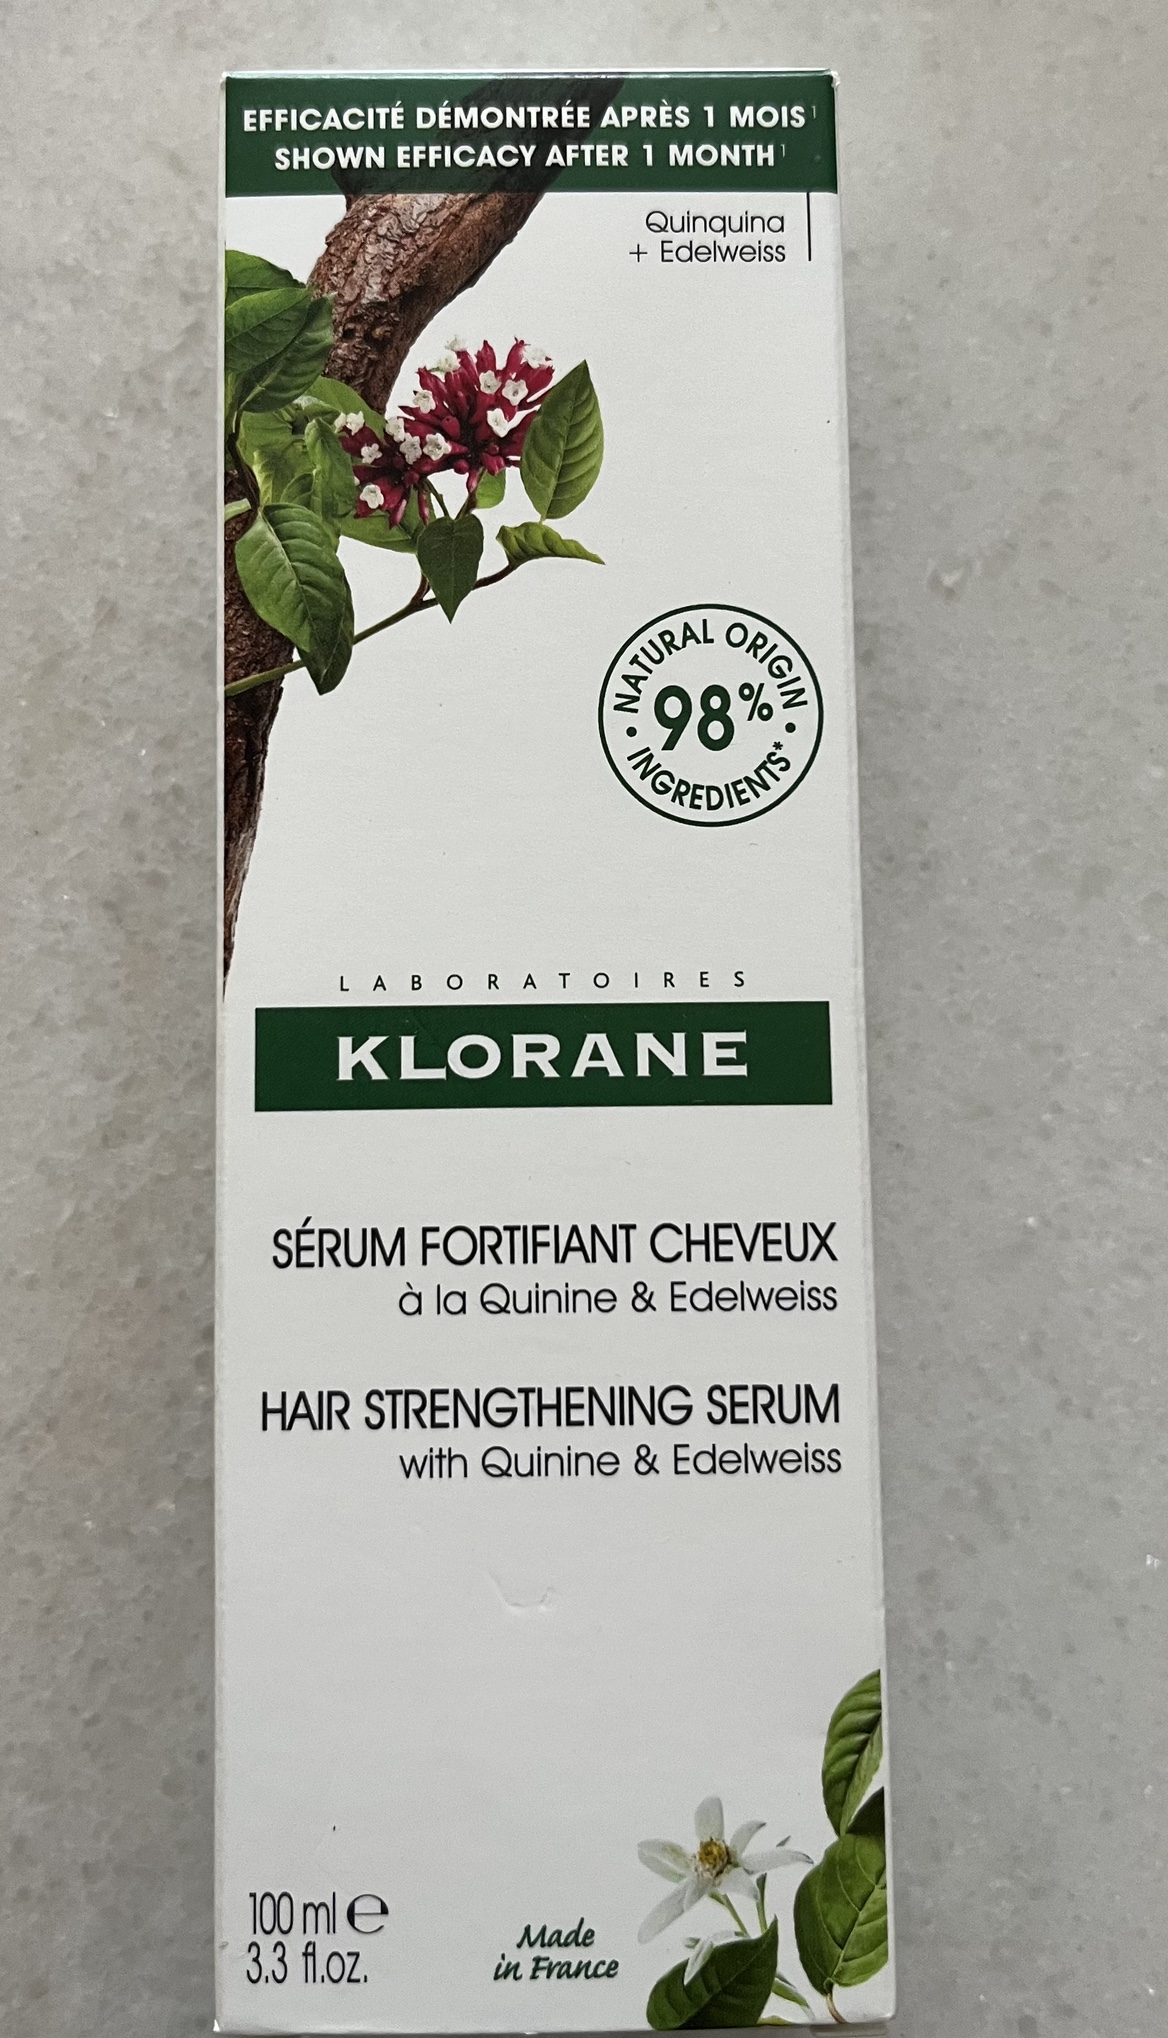 EFFICACITÉ DÉMONTRÉE APRÈS 1 MOIS¹
SHOWN EFFICACY AFTER 1 MONTH¹
Quinquina
+ Edelweiss
NATURAL ORIGIN
98%
INGREDIENTS*
LABORATOIRES
KLORANE
SÉRUM FORTIFIANT CHEVEUX
à la Quinine & Edelweiss
HAIR STRENGTHENING SERUM
with Quinine & Edelweiss
100 ml ℮
3.3 fl.oz.
Made
in France